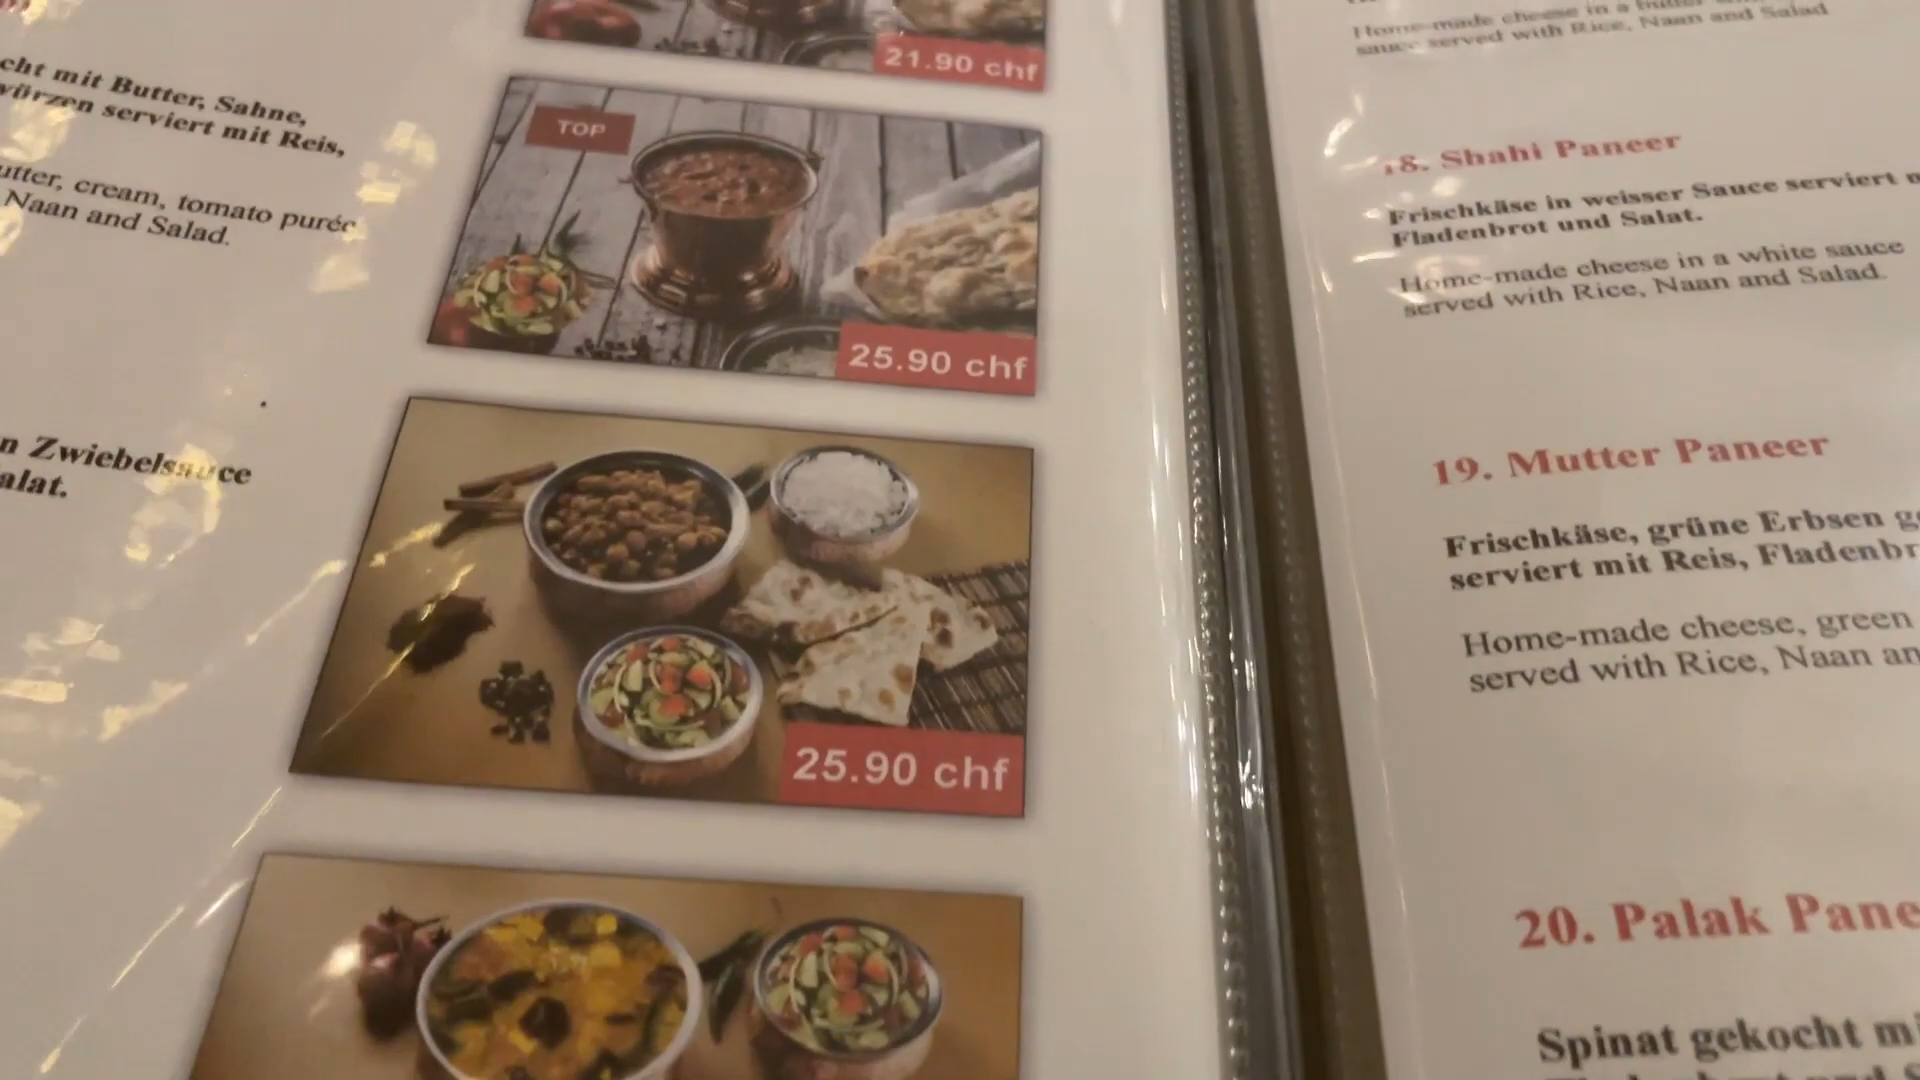 cht mit Butter, Sahne,
würzen serviert mit Reis,
utter, cream, tomato purée
Naan and Salad.
n Zwiebelsauce
alat.
21.90 chf
TOP
25.90 chf
25.90 chf
Home-made cheese in a butter
sauce served with Rice, Naan and Salad
18. Shahi Paneer
Frischkäse in weisser Sauce serviert
Fladenbrot und Salat.
Home-made cheese in a white sauce
served with Rice, Naan and Salad.
19. Mutter Paneer
Frischkäse, grüne Erbsen
serviert mit Reis, Fladenbr
Home-made cheese, green
served with Rice, Naan an
20. Palak Pane
Spinat gekocht mi